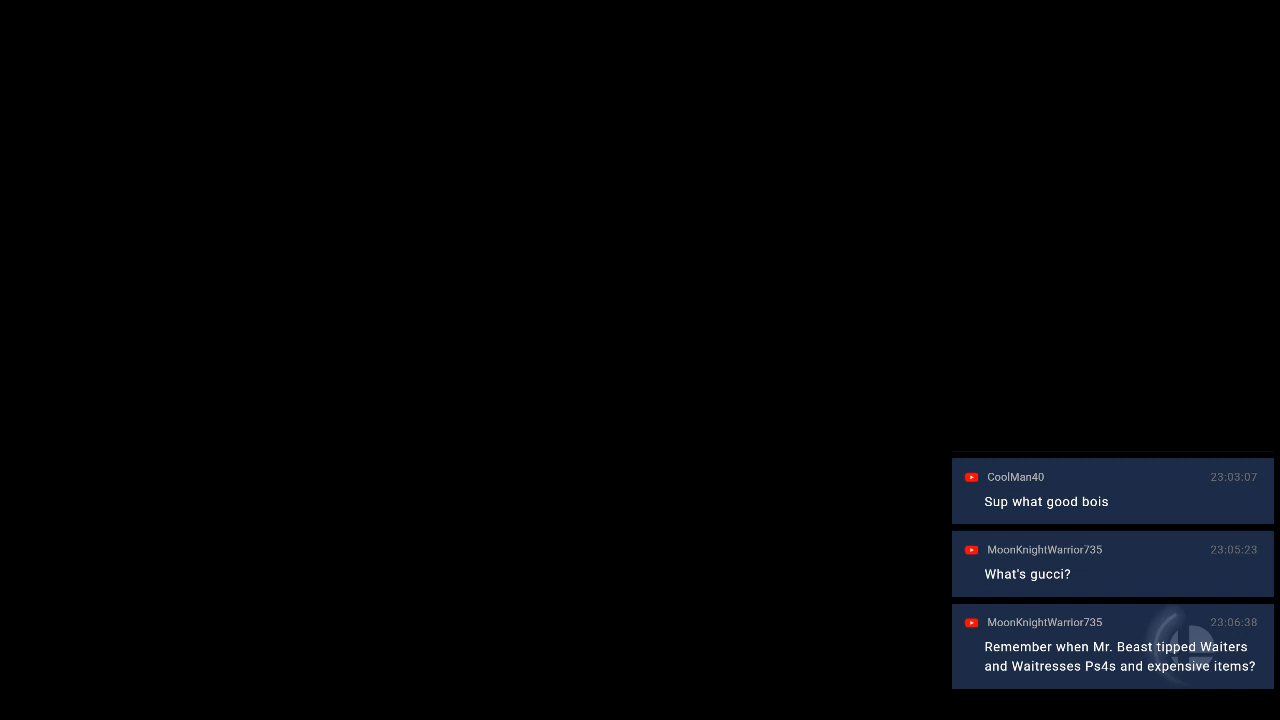 CoolMan40 23:03:07
Sup what good bois
MoonKnightWarrior735 23:05:23
What's gucci?
MoonKnightWarrior735 23:06:38
Remember when Mr. Beast tipped Waiters
and Waitresses Ps4s and expensive items?